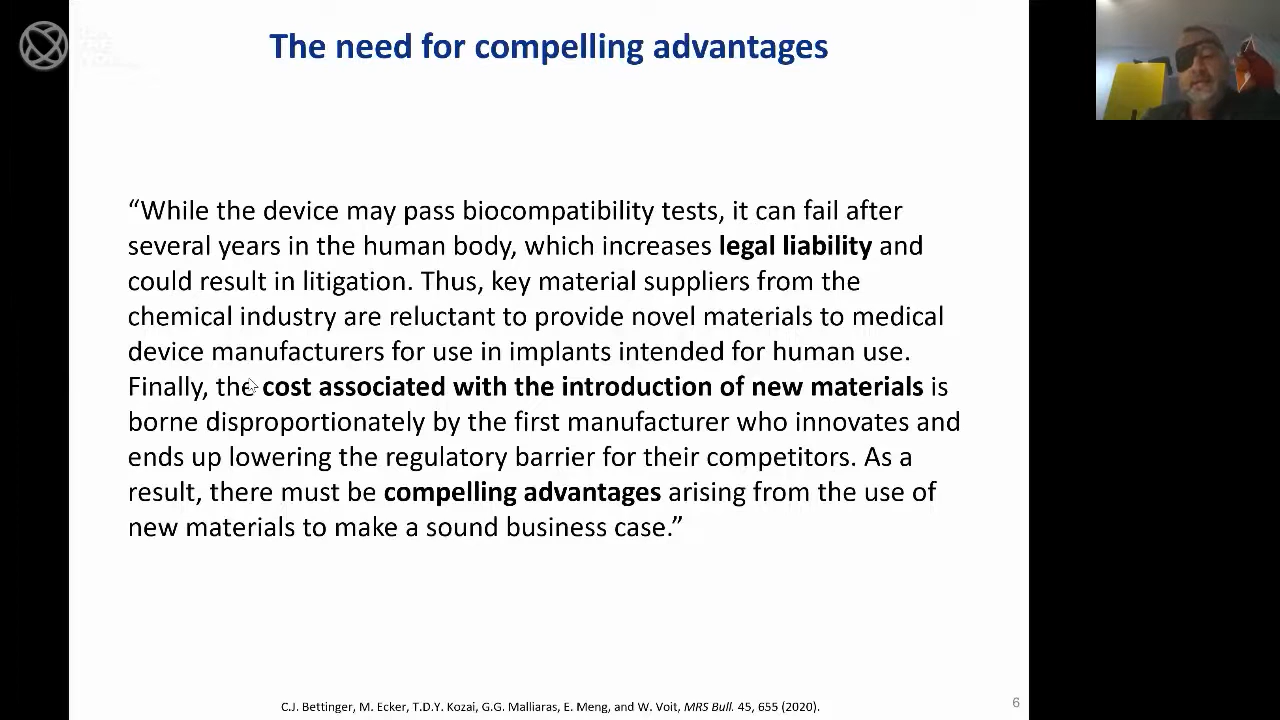 The need for compelling advantages
“While the device may pass biocompatibility tests, it can fail after
several years in the human body, which increases legal liability and
could result in litigation. Thus, key material suppliers from the
chemical industry are reluctant to provide novel materials to medical
device manufacturers for use in implants intended for human use.
Finally, the cost associated with the introduction of new materials is
borne disproportionately by the first manufacturer who innovates and
ends up lowering the regulatory barrier for their competitors. As a
result, there must be compelling advantages arising from the use of
new materials to make a sound business case.”
C.J. Bettinger, M. Ecker, T.D.Y. Kozai, G.G. Malliaras, E. Meng, and W. Voit, MRS Bull. 45, 655 (2020).
6